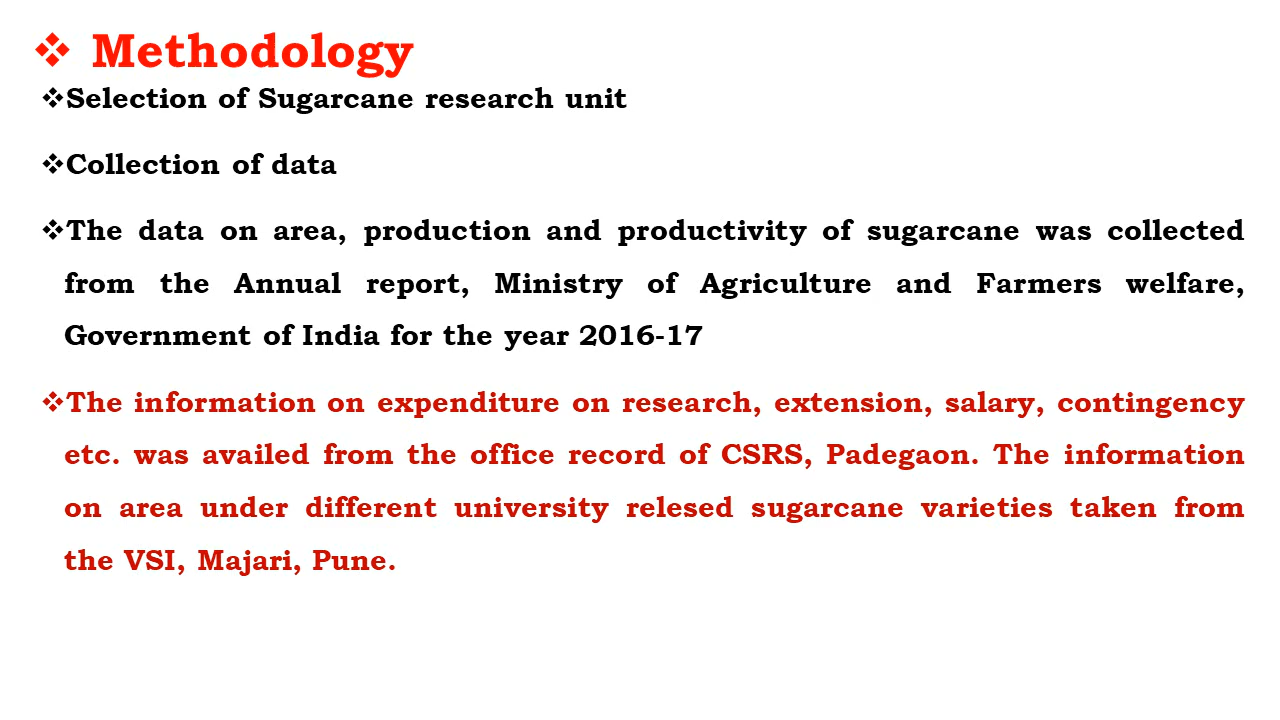 ❖ Methodology
❖Selection of Sugarcane research unit
❖Collection of data
❖The data on area, production and productivity of sugarcane was collected
from the Annual report, Ministry of Agriculture and Farmers welfare,
Government of India for the year 2016-17
❖The information on expenditure on research, extension, salary, contingency
etc. was availed from the office record of CSRS, Padegaon. The information
on area under different university relesed sugarcane varieties taken from
the VSI, Majari, Pune.